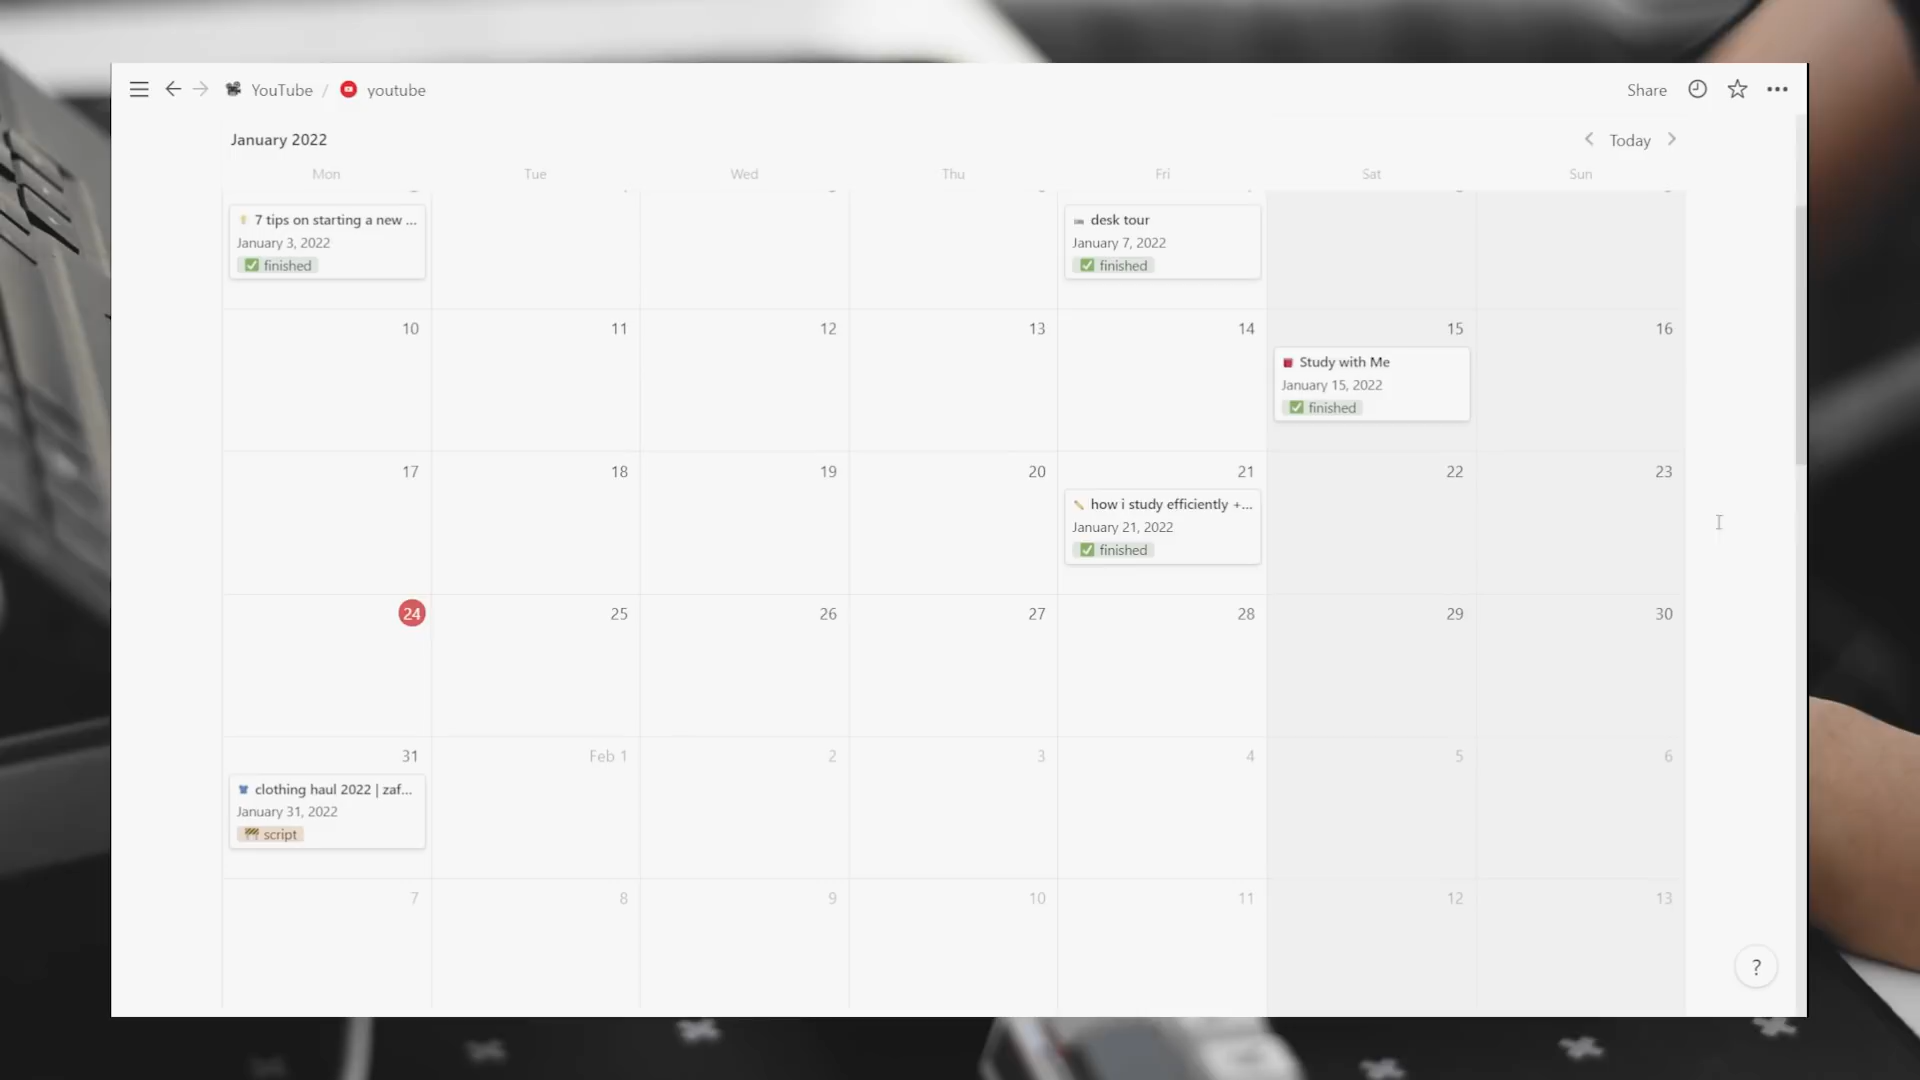 YouTube / youtube
Share
January 2022
Today
Mon Tue Wed Thu Fri Sat Sun
7 tips on starting a new ...
January 3, 2022
finished
desk tour
January 7, 2022
finished
10 11 12 13 14 15 16
Study with Me
January 15, 2022
finished
17 18 19 20 21 22 23
how i study efficiently +...
January 21, 2022
finished
24 25 26 27 28 29 30
31 Feb 1 2 3 4 5 6
clothing haul 2022 | zaf...
January 31, 2022
script
7 8 9 10 11 12 13
?